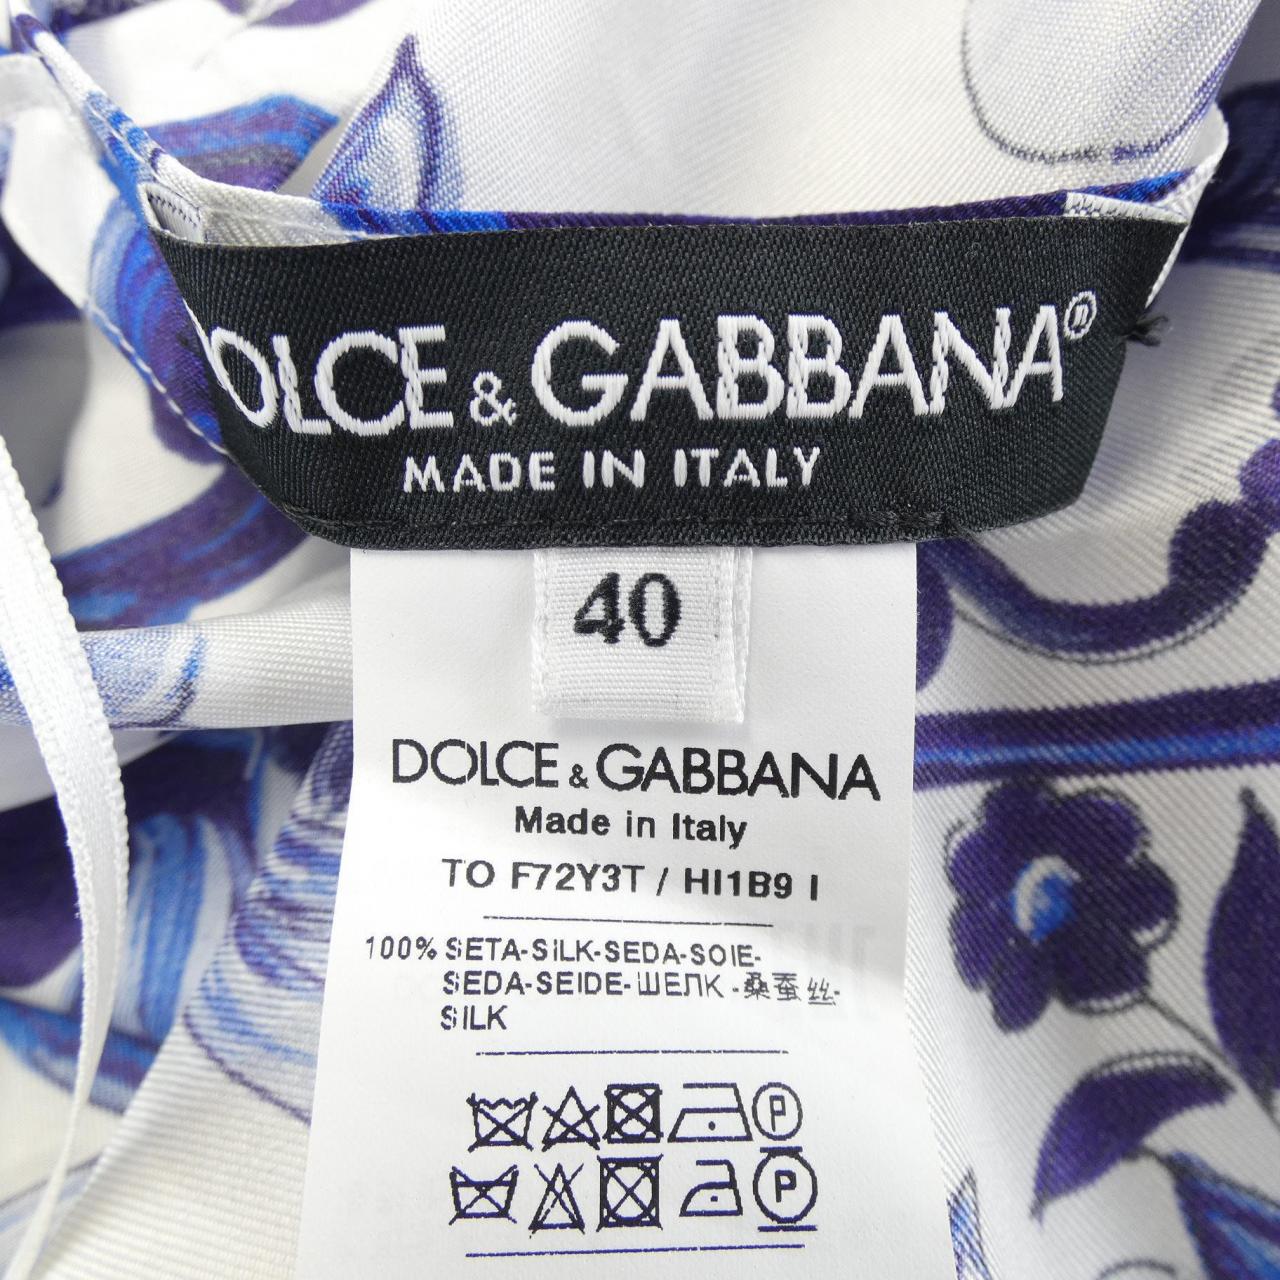 DOLCE & GABBANA®
MADE IN ITALY
40
DOLCE & GABBANA
Made in Italy
TO F72Y3T / HI1B9 I
100% SETA-SILK-SEDA-SOIE-
SEDA-SEIDE-ШЕЛК-桑蚕丝-
SILK
P
P